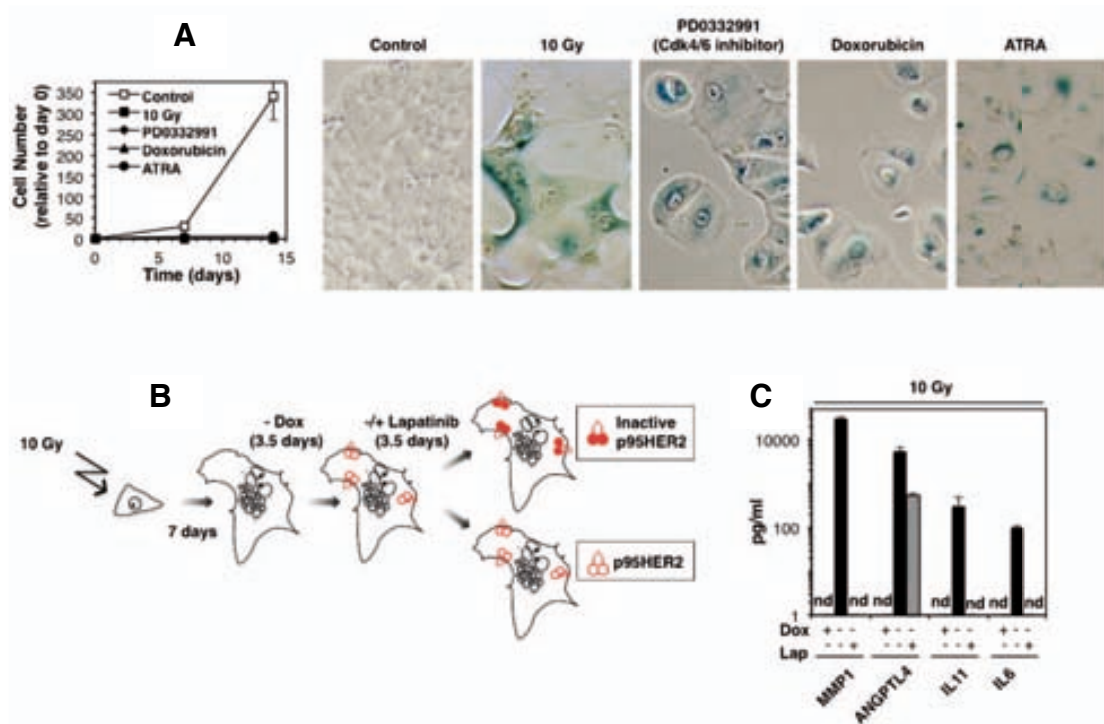 A
Control
10 Gy
PD0332991
(Cdk4/6 inhibitor)
Doxorubicin
ATRA
Cell Number
(relative to day 0)
350
300
250
200
150
100
50
0
Control
10 Gy
PD0332991
Doxorubicin
ATRA
0 5 10 15
Time (days)
B
10 Gy
7 days
- Dox
(3.5 days)
-/+ Lapatinib
(3.5 days)
Inactive
p95HER2
p95HER2
C
10 Gy
pg/ml
10000
100
1
nd nd nd nd nd nd nd
Dox + - - + - - + - - + - -
Lap - - + - - + - - + - - +
MMP1
ANGPTL4
IL11
IL6